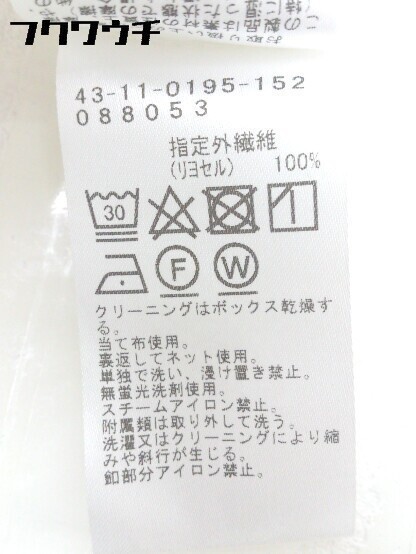 フクワウチ
43-11-0195-152
088053
指定外繊維
(リヨセル) 100%
30
F W
クリーニングはボックス乾燥す
る。
当て布使用。
裏返してネット使用。
単独で洗い、浸け置き禁止。
無蛍光洗剤使用。
スチームアイロン禁止。
附属類は取り外して洗う。
洗濯又はクリーニングにより縮
みや斜行が生じる。
釦部分アイロン禁止。